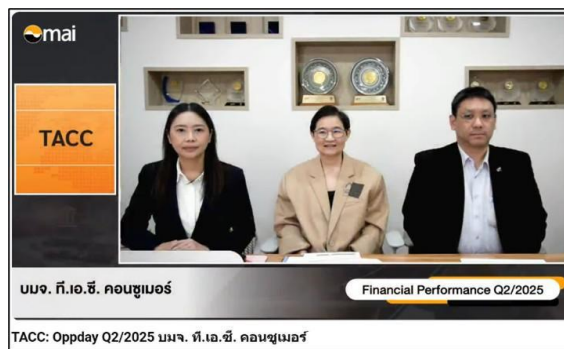 mai
TACC
บมจ. ที.เอ.ซี. คอนซูเมอร์
Financial Performance Q2/2025
TACC: Oppday Q2/2025 บมจ. ที.เอ.ซี. คอนซูเมอร์